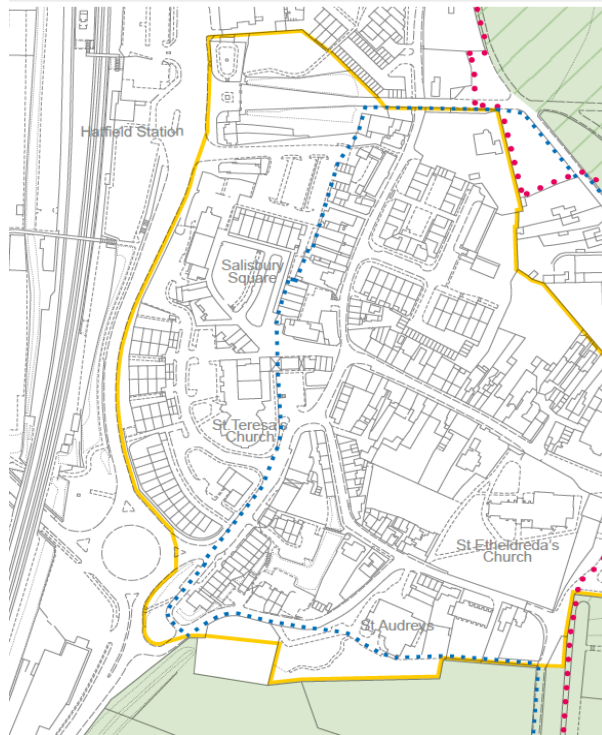 Hatfield Station
Salisbury
Square
St Teresa's
Church
St Etheldreda's
Church
St Audreys